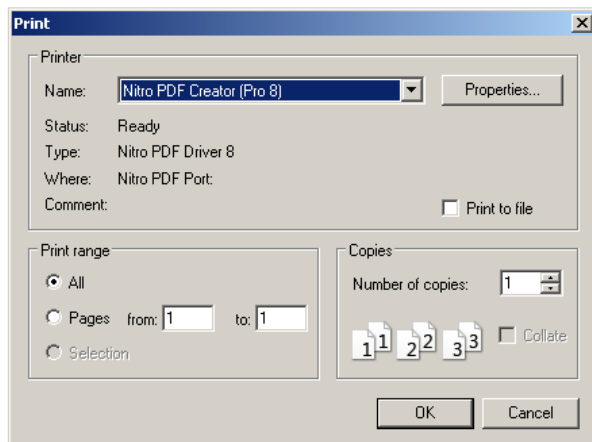 Print
Printer
Name: Nitro PDF Creator (Pro 8) Properties...
Status: Ready
Type: Nitro PDF Driver 8
Where: Nitro PDF Port:
Comment: Print to file
Print range
All
Pages from: 1 to: 1
Selection
Copies
Number of copies: 1
1 1 2 2 3 3 Collate
OK Cancel